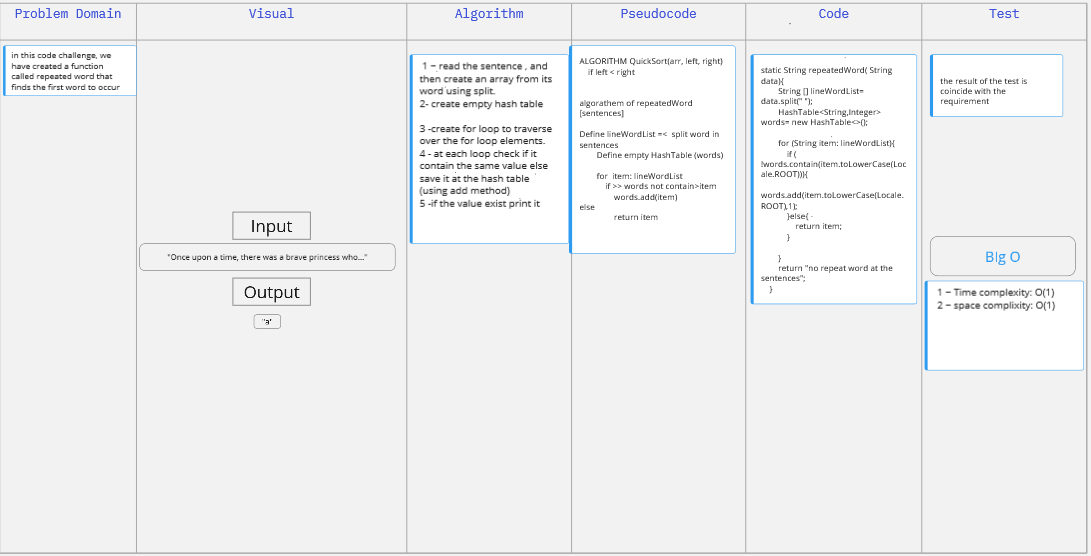 Problem Domain
Visual
Algorithm
Pseudocode
Code
Test
in this code challenge, we
have created a function
called repeated word that
finds the first word to occur
Input
"Once upon a time, there was a brave princess who..."
Output
"a"
1 – read the sentence , and
then create an array from its
word using split.
2- create empty hash table
3 -create for loop to traverse
over the for loop elements.
4 - at each loop check if it
contain the same value else
save it at the hash table
(using add method)
5 -if the value exist print it
ALGORITHM QuickSort(arr, left, right)
if left < right
algorathem of repeatedWord
[sentences]
Define lineWordList =< split word in
sentences
Define empty HashTable (words)
for item: lineWordList
if >> words not contain>item
words.add(item)
else
return item
static String repeatedWord( String
data){
String [] lineWordList=
data.split(" ");
HashTable<String,Integer>
words= new HashTable<>();
for (String item: lineWordList){
if (
!words.contain(item.toLowerCase(Loc
ale.ROOT))){
words.add(item.toLowerCase(Locale.
ROOT),1);
}else{
return item;
}
}
return "no repeat word at the
sentences";
}
the result of the test is
coincide with the
requirement
BIg O
1 – Time complexity: O(1)
2 – space complixity: O(1)